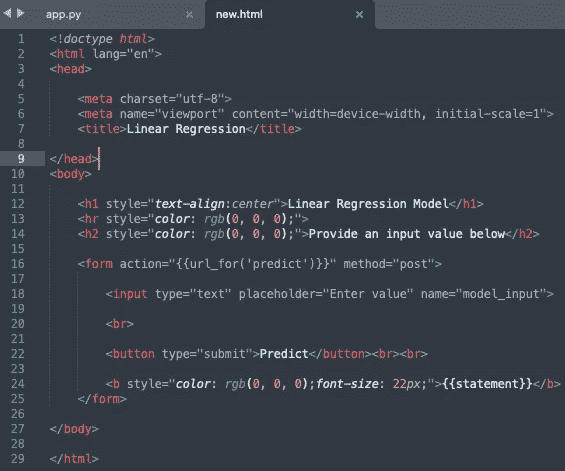 app.py × new.html ×
1 <!doctype html>
2 <html lang="en">
3 <head>
4
5 <meta charset="utf-8">
6 <meta name="viewport" content="width=device-width, initial-scale=1">
7 <title>Linear Regression</title>
8
9 </head>
10 <body>
11
12 <h1 style="text-align:center">Linear Regression Model</h1>
13 <hr style="color: rgb(0, 0, 0);">
14 <h2 style="color: rgb(0, 0, 0);">Provide an input value below</h2>
15
16 <form action="{{url_for('predict')}}" method="post">
17
18 <input type="text" placeholder="Enter value" name="model_input">
19
20 <br>
21
22 <button type="submit">Predict</button><br><br>
23
24 <b style="color: rgb(0, 0, 0);font-size: 22px;">{{statement}}</b>
25 </form>
26
27 </body>
28
29 </html>